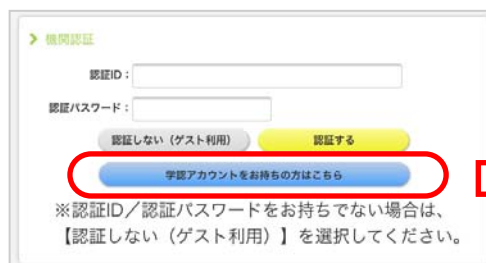 機関認証
認証ID：
認証パスワード：
認証しない（ゲスト利用） 認証する
学認アカウントをお持ちの方はこちら
※認証ID／認証パスワードをお持ちでない場合は、
【認証しない（ゲスト利用）】を選択してください。